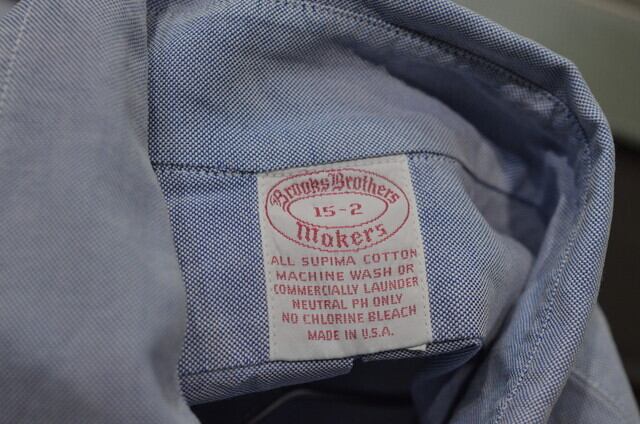 Brooks Brothers
15-2
Makers
ALL SUPIMA COTTON
MACHINE WASH OR
COMMERCIALLY LAUNDER
NEUTRAL PH ONLY
NO CHLORINE BLEACH
MADE IN U.S.A.